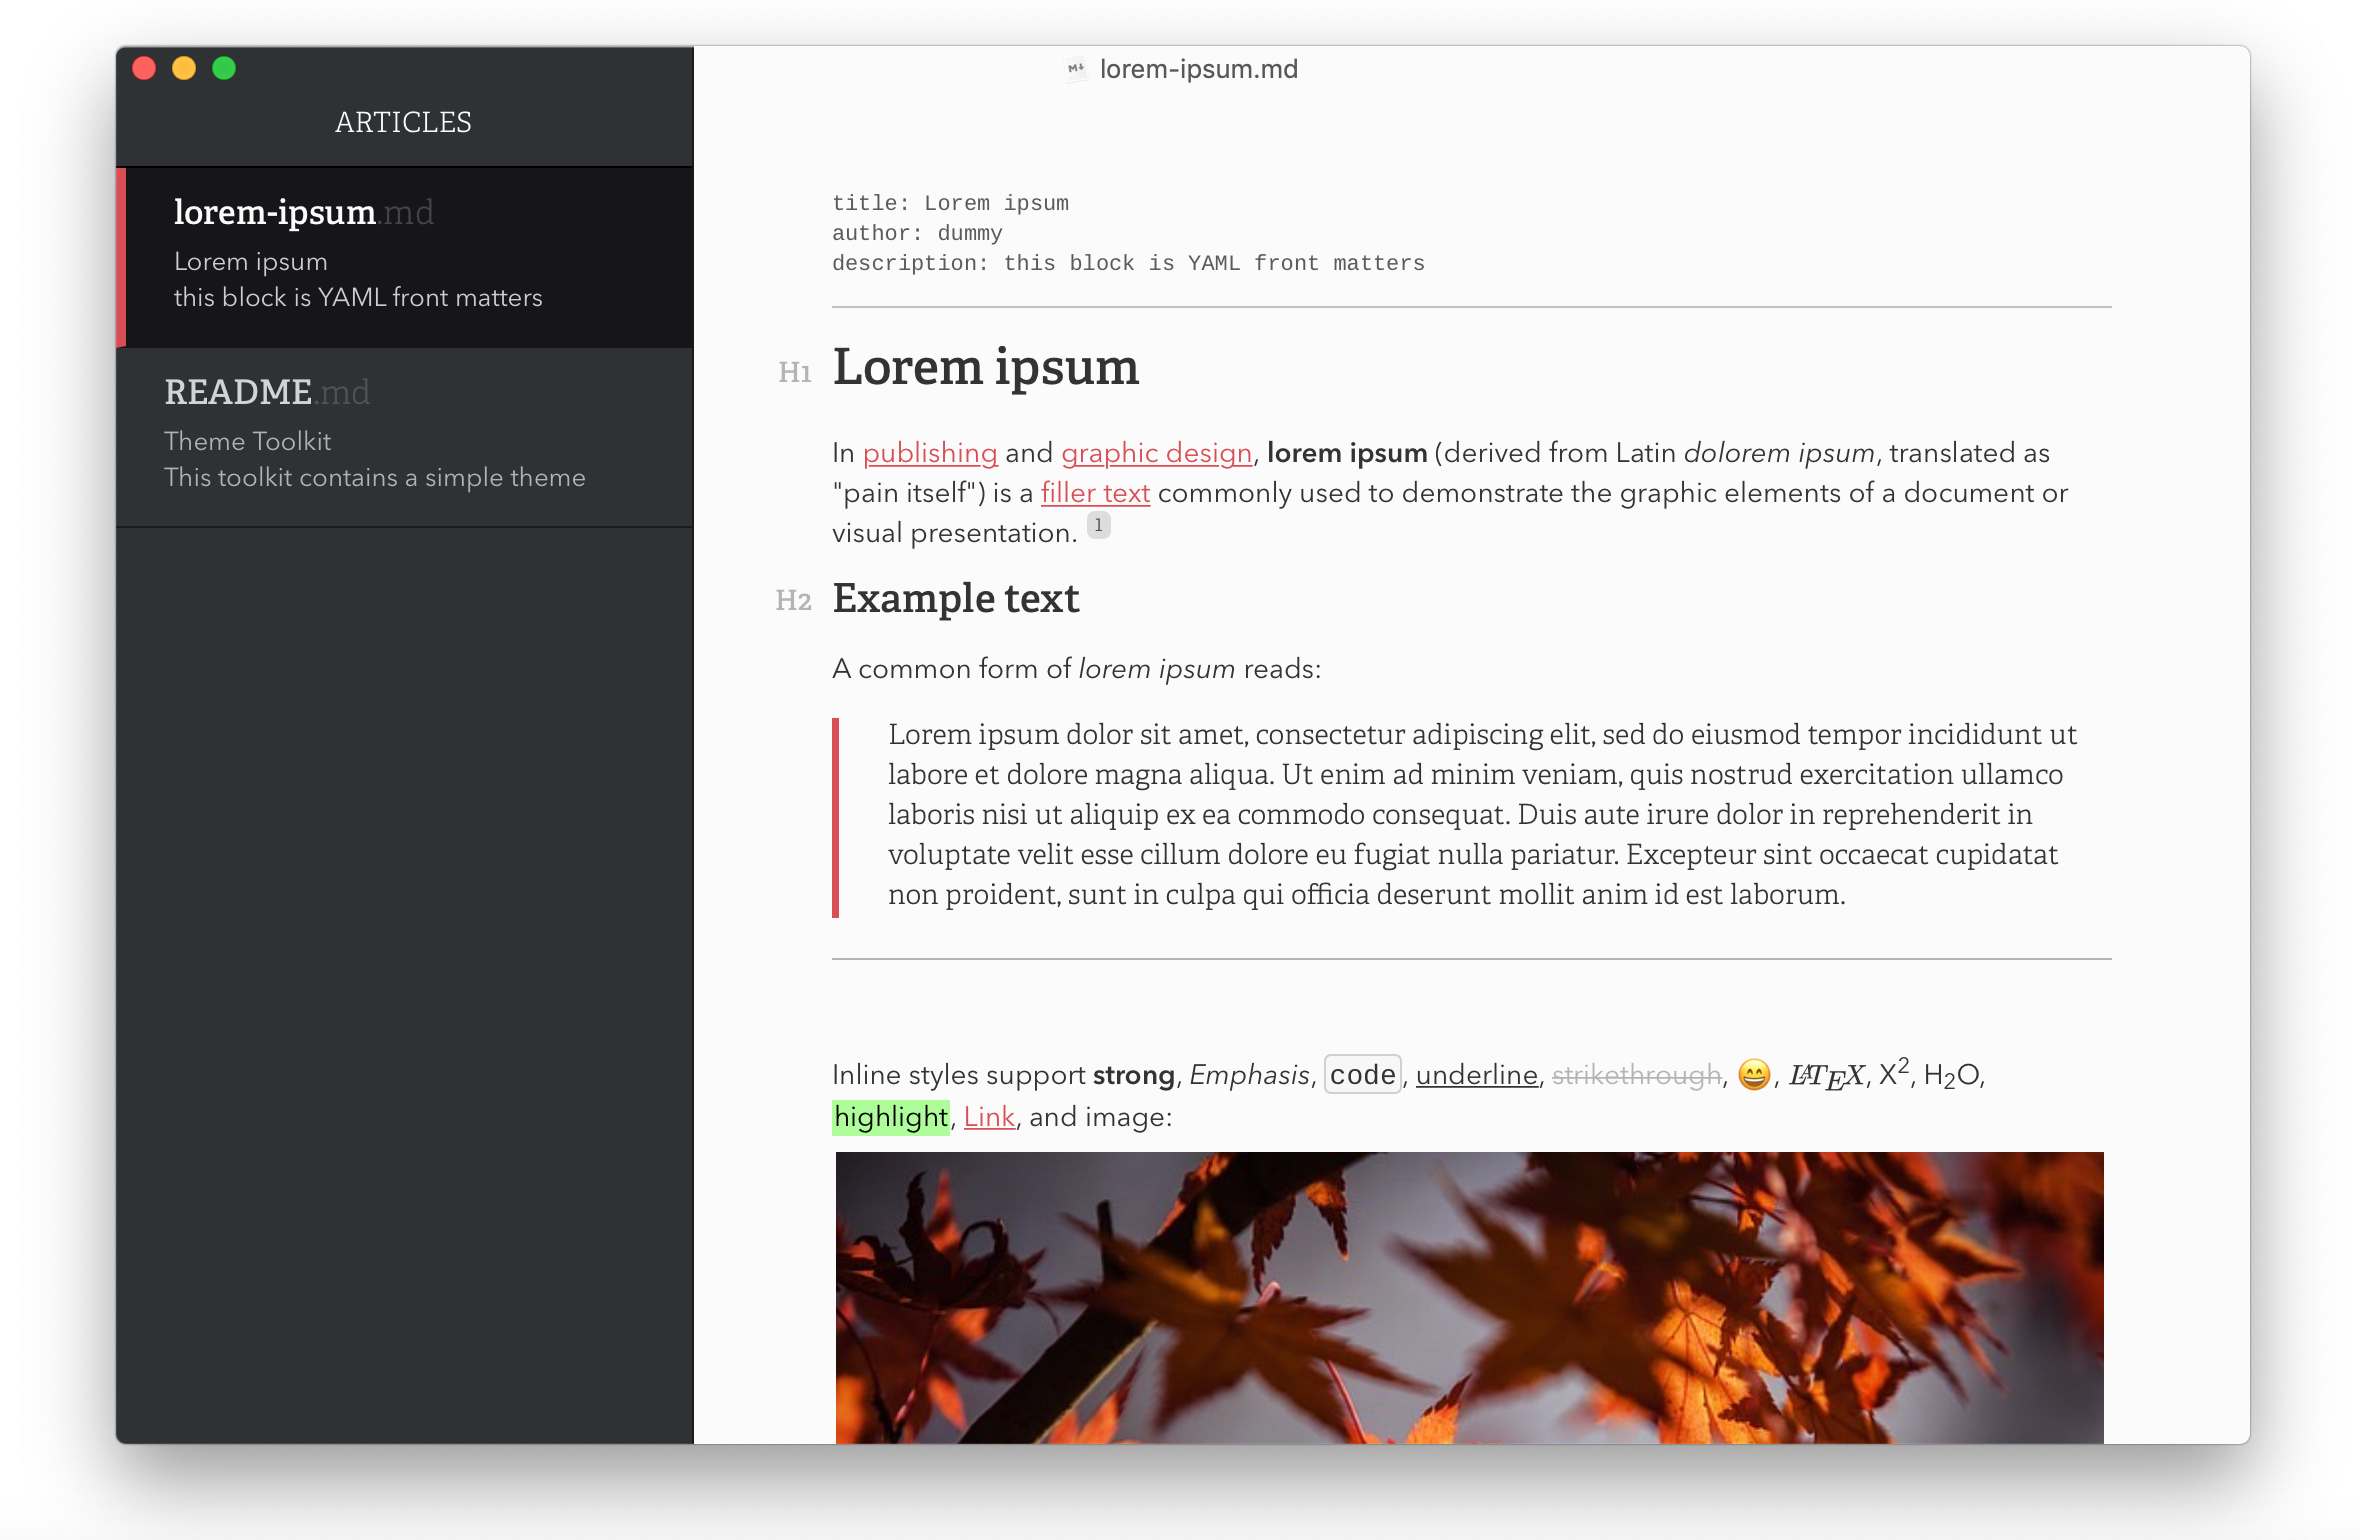 lorem-ipsum.md
ARTICLES
lorem-ipsum.md
Lorem ipsum
this block is YAML front matters
README.md
Theme Toolkit
This toolkit contains a simple theme
title: Lorem ipsum
author: dummy
description: this block is YAML front matters
H1 Lorem ipsum
In publishing and graphic design, lorem ipsum (derived from Latin dolorem ipsum, translated as
"pain itself") is a filler text commonly used to demonstrate the graphic elements of a document or
visual presentation. 1
H2 Example text
A common form of lorem ipsum reads:
Lorem ipsum dolor sit amet, consectetur adipiscing elit, sed do eiusmod tempor incididunt ut
labore et dolore magna aliqua. Ut enim ad minim veniam, quis nostrud exercitation ullamco
laboris nisi ut aliquip ex ea commodo consequat. Duis aute irure dolor in reprehenderit in
voluptate velit esse cillum dolore eu fugiat nulla pariatur. Excepteur sint occaecat cupidatat
non proident, sunt in culpa qui officia deserunt mollit anim id est laborum.
Inline styles support strong, Emphasis, code, underline, strikethrough, 😄, LATEX, X², H₂O,
highlight, Link, and image: